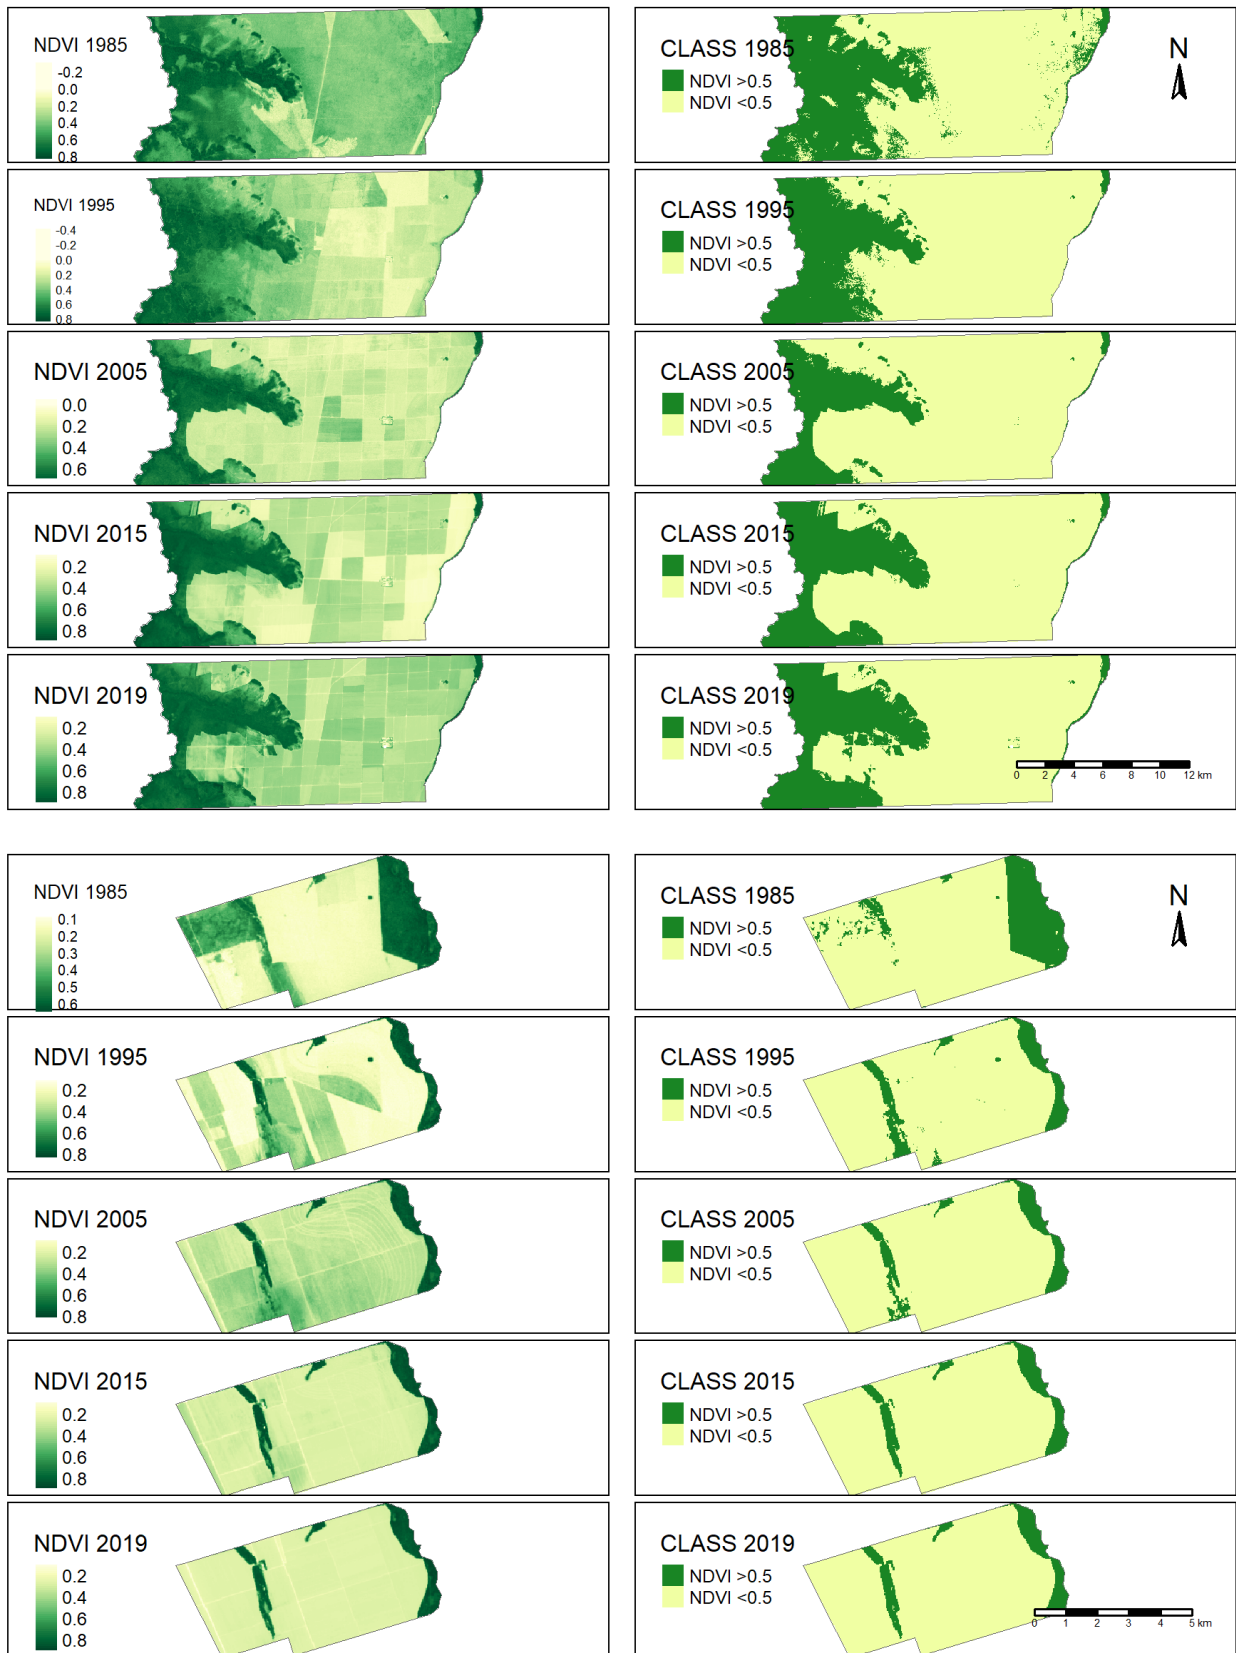 NDVI 1985
-0.2
0.0
0.2
0.4
0.6
0.8
CLASS 1985
NDVI >0.5
NDVI <0.5
N
NDVI 1995
-0.4
-0.2
0.0
0.2
0.4
0.6
0.8
CLASS 1995
NDVI >0.5
NDVI <0.5
NDVI 2005
0.0
0.2
0.4
0.6
CLASS 2005
NDVI >0.5
NDVI <0.5
NDVI 2015
0.2
0.4
0.6
0.8
CLASS 2015
NDVI >0.5
NDVI <0.5
NDVI 2019
0.2
0.4
0.6
0.8
CLASS 2019
NDVI >0.5
NDVI <0.5
0 2 4 6 8 10 12 km
NDVI 1985
0.1
0.2
0.3
0.4
0.5
0.6
CLASS 1985
NDVI >0.5
NDVI <0.5
N
NDVI 1995
0.2
0.4
0.6
0.8
CLASS 1995
NDVI >0.5
NDVI <0.5
NDVI 2005
0.2
0.4
0.6
0.8
CLASS 2005
NDVI >0.5
NDVI <0.5
NDVI 2015
0.2
0.4
0.6
0.8
CLASS 2015
NDVI >0.5
NDVI <0.5
NDVI 2019
0.2
0.4
0.6
0.8
CLASS 2019
NDVI >0.5
NDVI <0.5
0 1 2 3 4 5 km